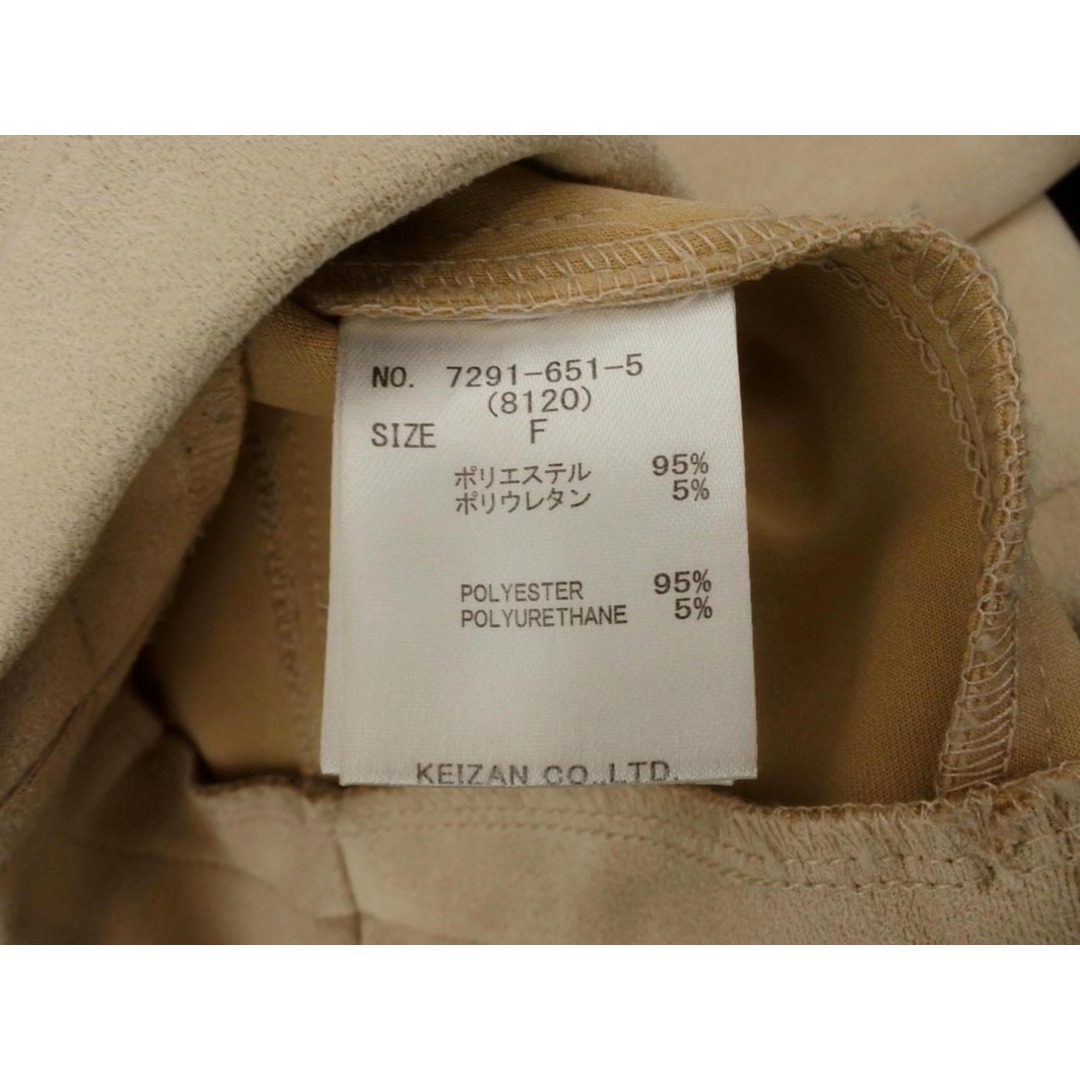 NO. 7291-651-5
(8120)
SIZE F
ポリエステル 95%
ポリウレタン 5%
POLYESTER 95%
POLYURETHANE 5%
KEIZAN CO.,LTD.